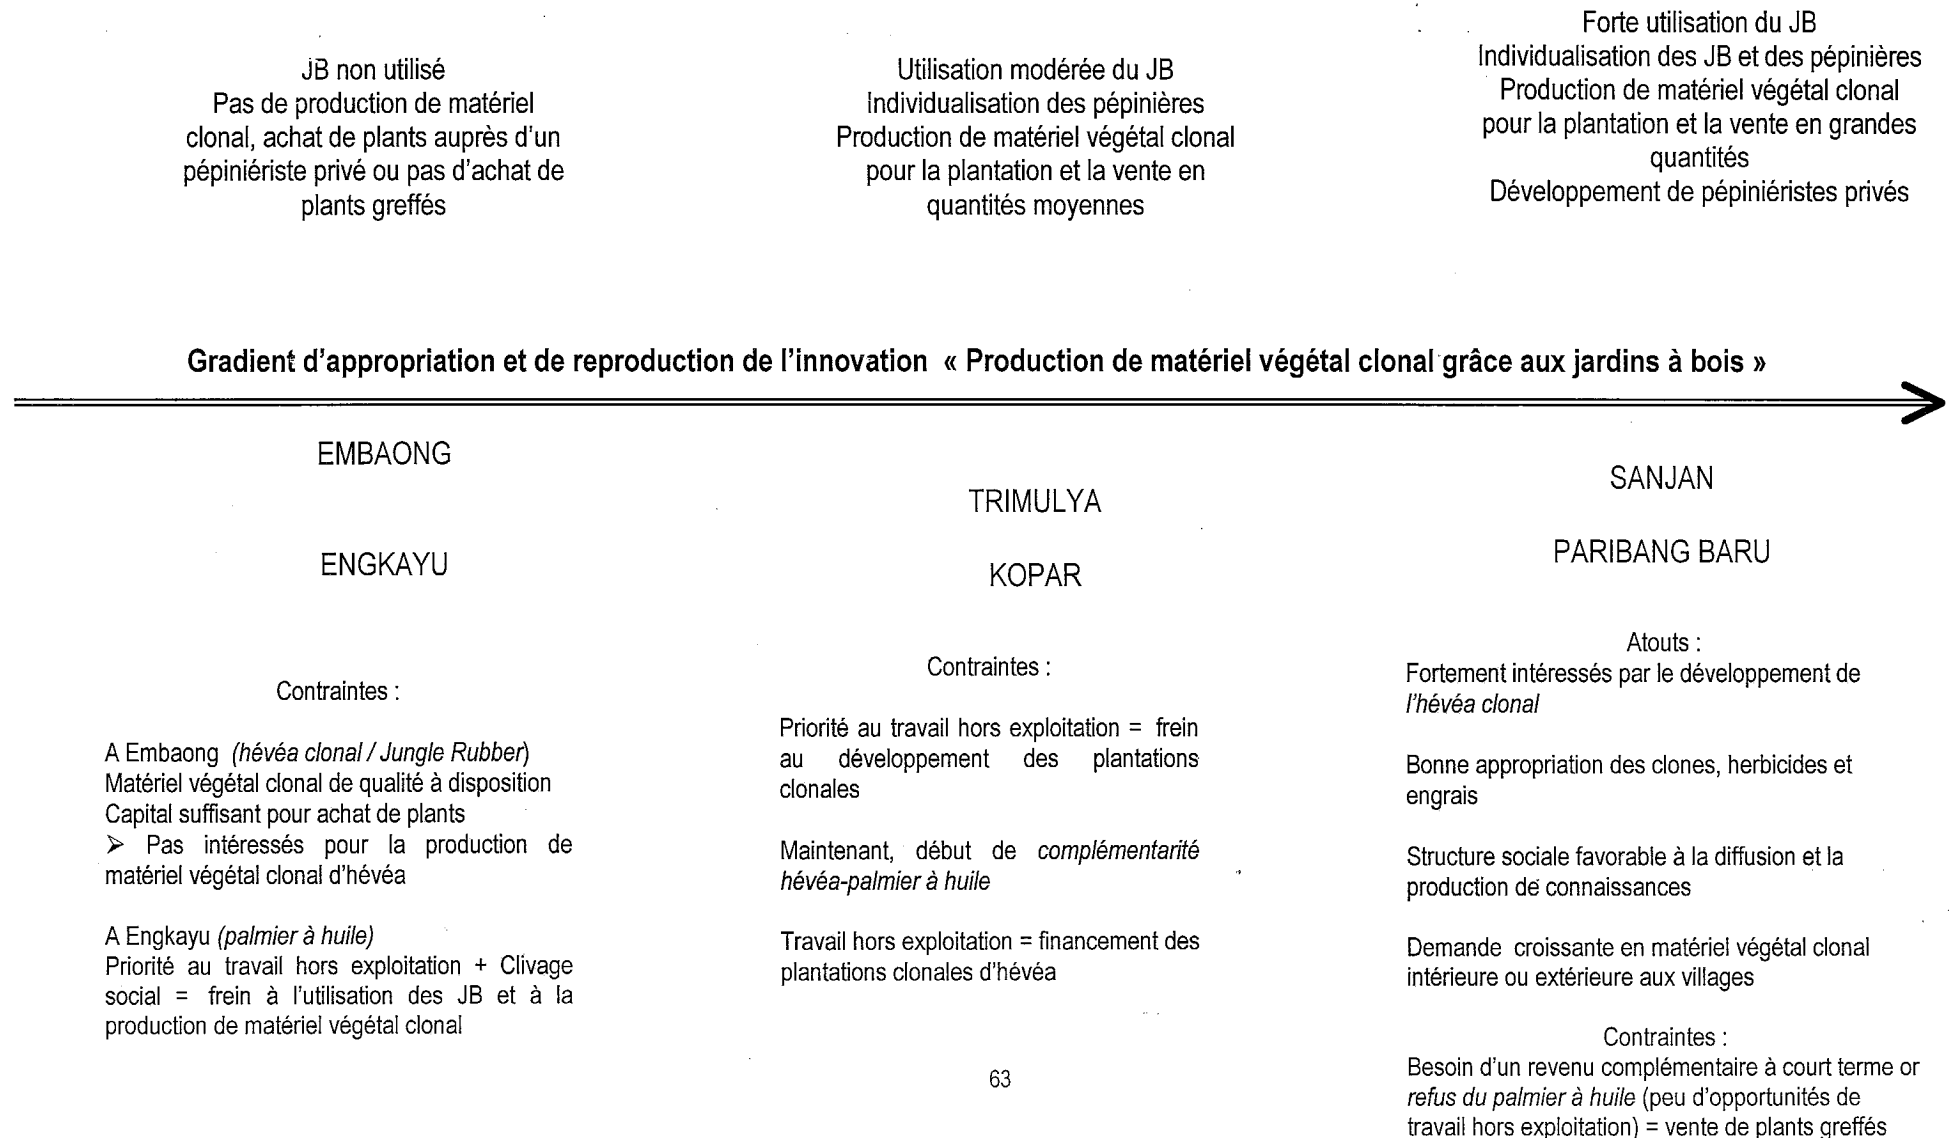 JB non utilisé
Pas de production de matériel
clonal, achat de plants auprès d'un
pépiniériste privé ou pas d'achat de
plants greffés
Utilisation modérée du JB
Individualisation des pépinières
Production de matériel végétal clonal
pour la plantation et la vente en
quantités moyennes
Forte utilisation du JB
Individualisation des JB et des pépinières
Production de matériel végétal clonal
pour la plantation et la vente en grandes
quantités
Développement de pépiniéristes privés
Gradient d'appropriation et de reproduction de l'innovation « Production de matériel végétal clonal grâce aux jardins à bois »
EMBAONG
ENGKAYU
Contraintes :
A Embaong (hévéa clonal / Jungle Rubber)
Matériel végétal clonal de qualité à disposition
Capital suffisant pour achat de plants
➢ Pas intéressés pour la production de
matériel végétal clonal d'hévéa
A Engkayu (palmier à huile)
Priorité au travail hors exploitation + Clivage
social = frein à l'utilisation des JB et à la
production de matériel végétal clonal
TRIMULYA
KOPAR
Contraintes :
Priorité au travail hors exploitation = frein
au développement des plantations
clonales
Maintenant, début de complémentarité
hévéa-palmier à huile
Travail hors exploitation = financement des
plantations clonales d'hévéa
SANJAN
PARIBANG BARU
Atouts :
Fortement intéressés par le développement de
l'hévéa clonal
Bonne appropriation des clones, herbicides et
engrais
Structure sociale favorable à la diffusion et la
production de connaissances
Demande croissante en matériel végétal clonal
intérieure ou extérieure aux villages
Contraintes :
Besoin d'un revenu complémentaire à court terme or
refus du palmier à huile (peu d'opportunités de
travail hors exploitation) = vente de plants greffés
63